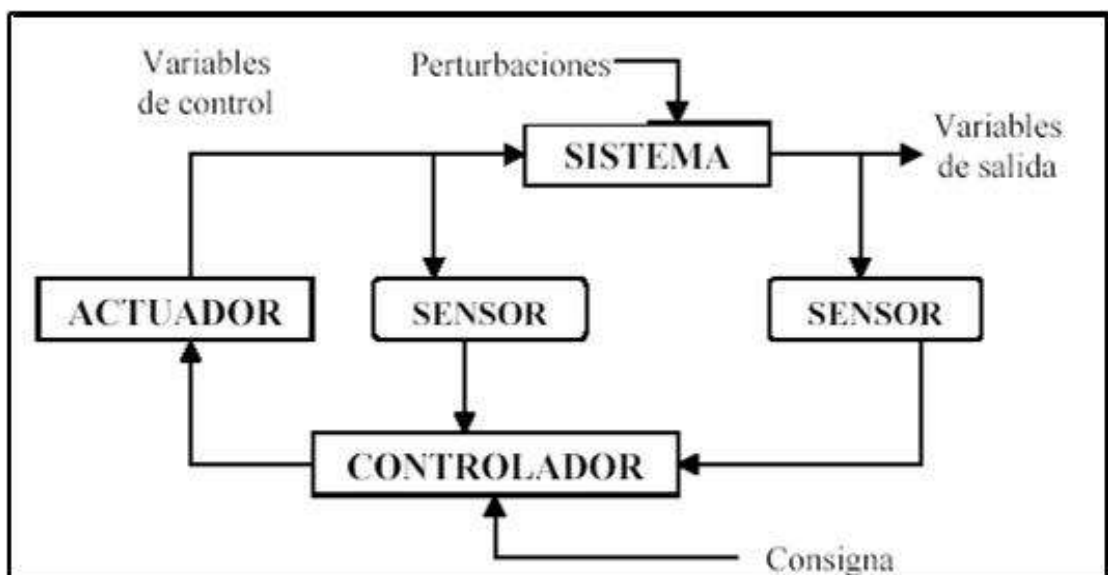 Variables
de control
Perturbaciones
SISTEMA
Variables
de salida
ACTUADOR
SENSOR
SENSOR
CONTROLADOR
Consigna